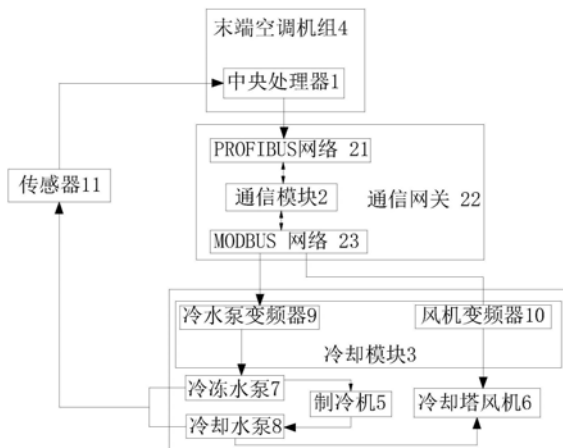 末端空调机组4
中央处理器1
PROFIBUS网络 21
传感器11
通信模块2
通信网关 22
MODBUS 网络 23
冷水泵变频器9
风机变频器10
冷却模块3
冷冻水泵7
制冷机5
冷却塔风机6
冷却水泵8